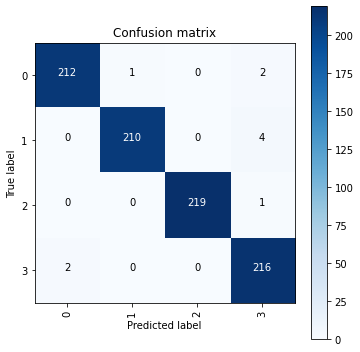 Confusion matrix
True label
0 212 1 0 2
1 0 210 0 4
2 0 0 219 1
3 2 0 0 216
0 1 2 3
Predicted label
200
175
150
125
100
75
50
25
0